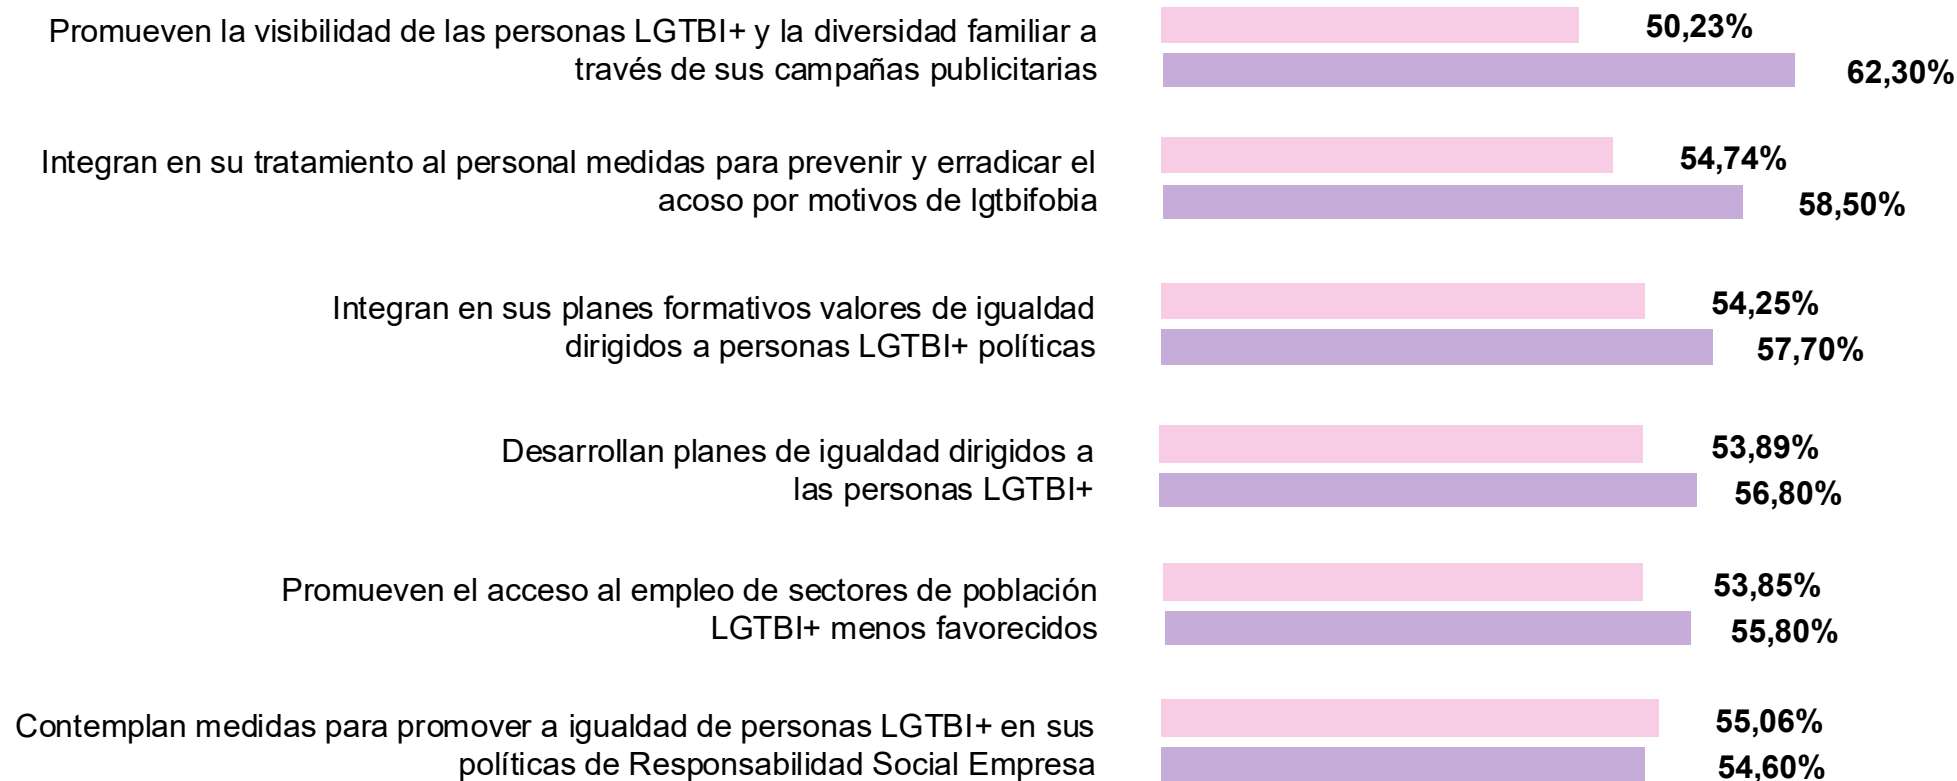 Promueven la visibilidad de las personas LGTBI+ y la diversidad familiar a
través de sus campañas publicitarias
50,23%
62,30%
Integran en su tratamiento al personal medidas para prevenir y erradicar el
acoso por motivos de lgtbifobia
54,74%
58,50%
Integran en sus planes formativos valores de igualdad
dirigidos a personas LGTBI+ políticas
54,25%
57,70%
Desarrollan planes de igualdad dirigidos a
las personas LGTBI+
53,89%
56,80%
Promueven el acceso al empleo de sectores de población
LGTBI+ menos favorecidos
53,85%
55,80%
Contemplan medidas para promover a igualdad de personas LGTBI+ en sus
políticas de Responsabilidad Social Empresa
55,06%
54,60%